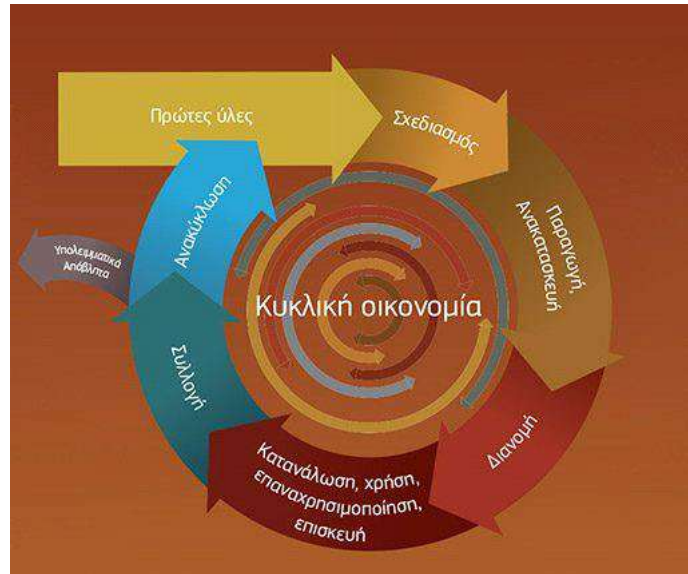 Πρώτες ύλες
Σχεδιασμός
Παραγωγή,
Ανακατασκευή
Διανομή
Κατανάλωση, χρήση,
επαναχρησιμοποίηση,
επισκευή
Συλλογή
Ανακύκλωση
Υπολειμματικά
Απόβλητα
Κυκλική οικονομία